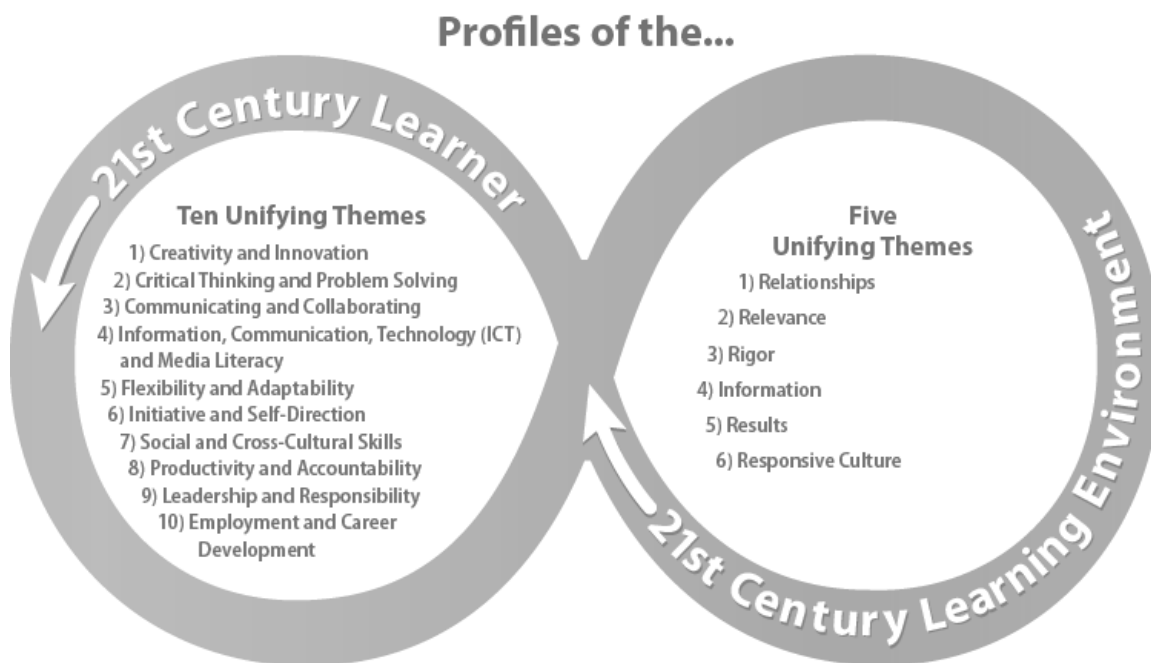 Profiles of the...
21st Century Learner
Ten Unifying Themes
1) Creativity and Innovation
2) Critical Thinking and Problem Solving
3) Communicating and Collaborating
4) Information, Communication, Technology (ICT)
and Media Literacy
5) Flexibility and Adaptability
6) Initiative and Self-Direction
7) Social and Cross-Cultural Skills
8) Productivity and Accountability
9) Leadership and Responsibility
10) Employment and Career
Development
Five
Unifying Themes
1) Relationships
2) Relevance
3) Rigor
4) Information
5) Results
6) Responsive Culture
21st Century Learning Environment